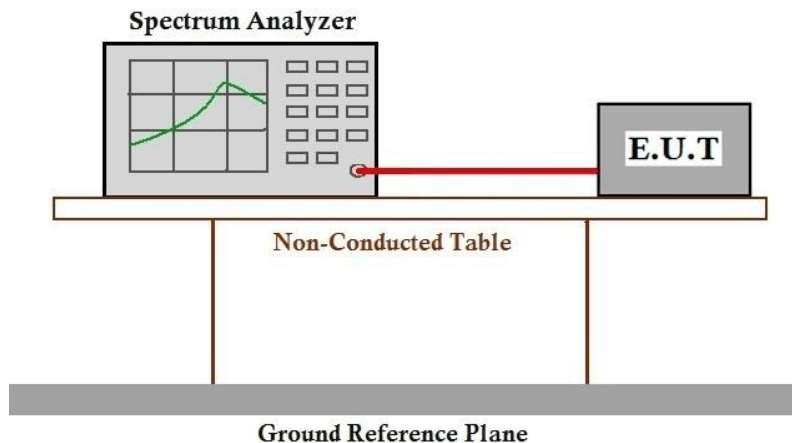 Spectrum Analyzer
E.U.T
Non-Conducted Table
Ground Reference Plane